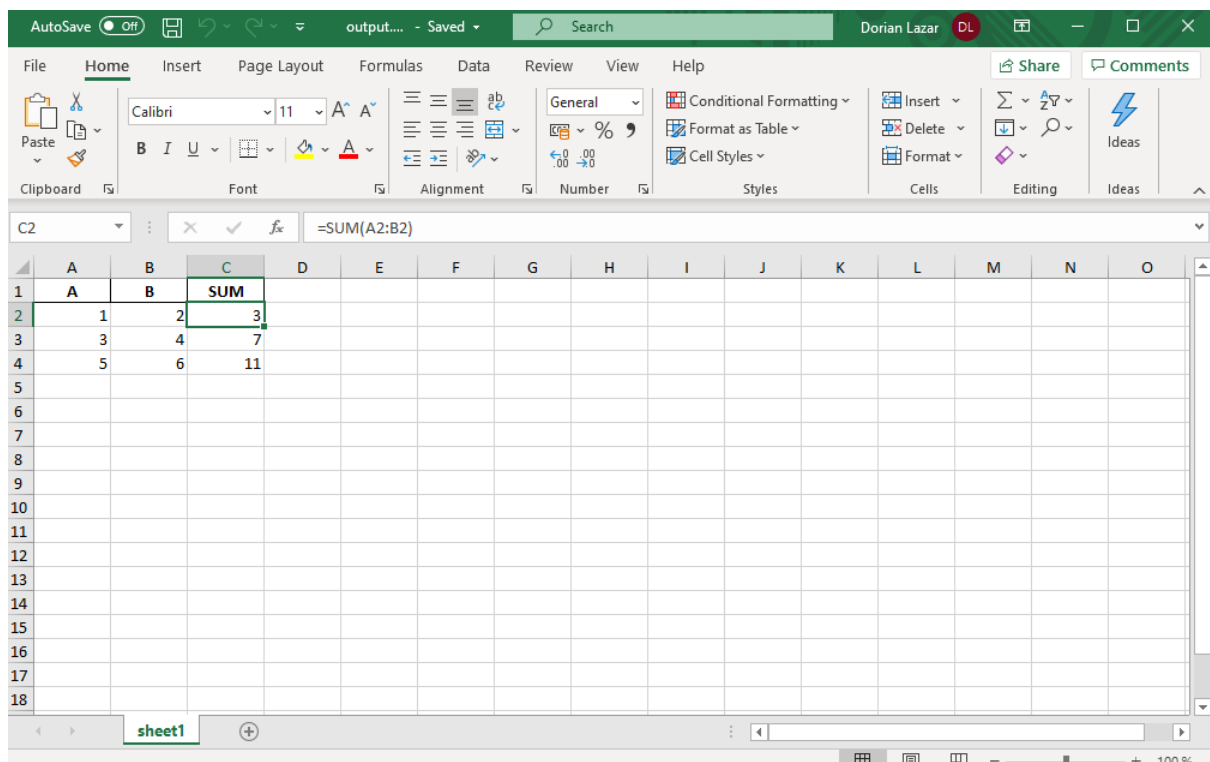 AutoSave Off output.... - Saved Search Dorian Lazar DL
File Home Insert Page Layout Formulas Data Review View Help Share Comments
Paste
Calibri 11 A A
B I U A
ab
General
% 9
.00 .00
Conditional Formatting
Format as Table
Cell Styles
Insert
Delete
Format
Ideas
Clipboard Font Alignment Number Styles Cells Editing Ideas
C2 fx =SUM(A2:B2)
A B C D E F G H I J K L M N O
1 A B SUM
2 1 2 3
3 3 4 7
4 5 6 11
5
6
7
8
9
10
11
12
13
14
15
16
17
18
sheet1
100 %